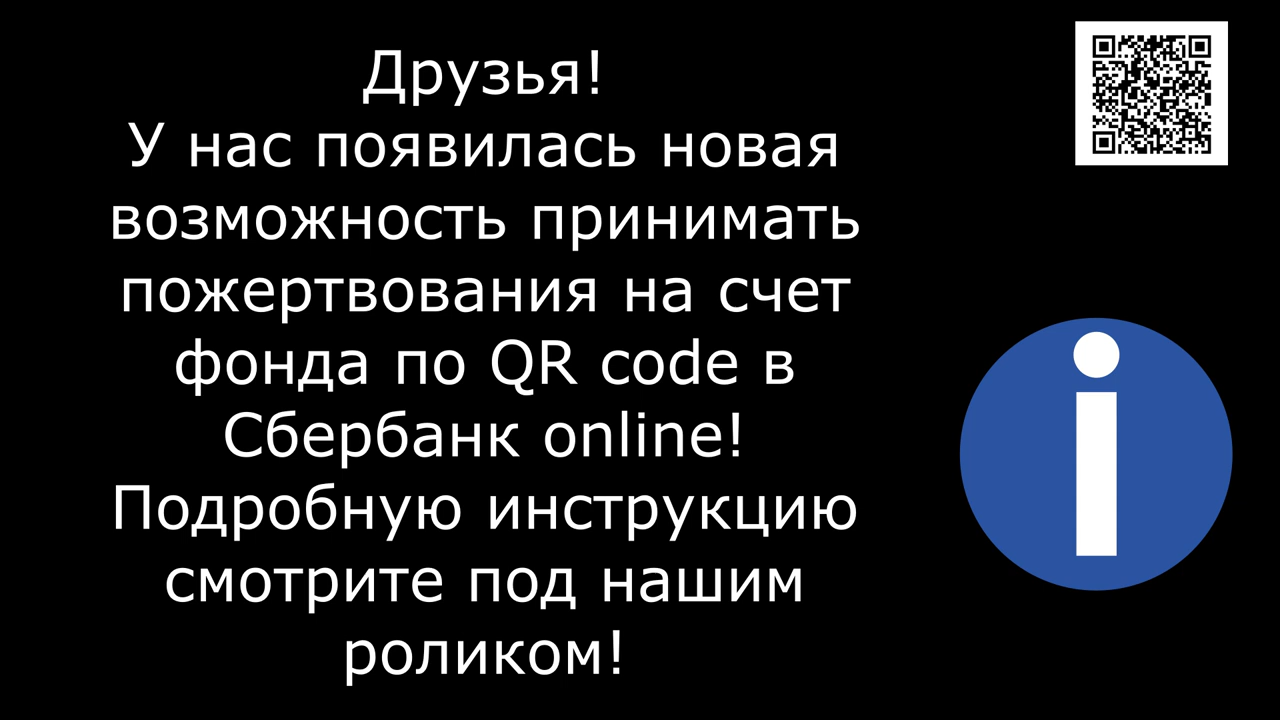 Друзья!
У нас появилась новая
возможность принимать
пожертвования на счет
фонда по QR code в
Сбербанк online!
Подробную инструкцию
смотрите под нашим
роликом!
i